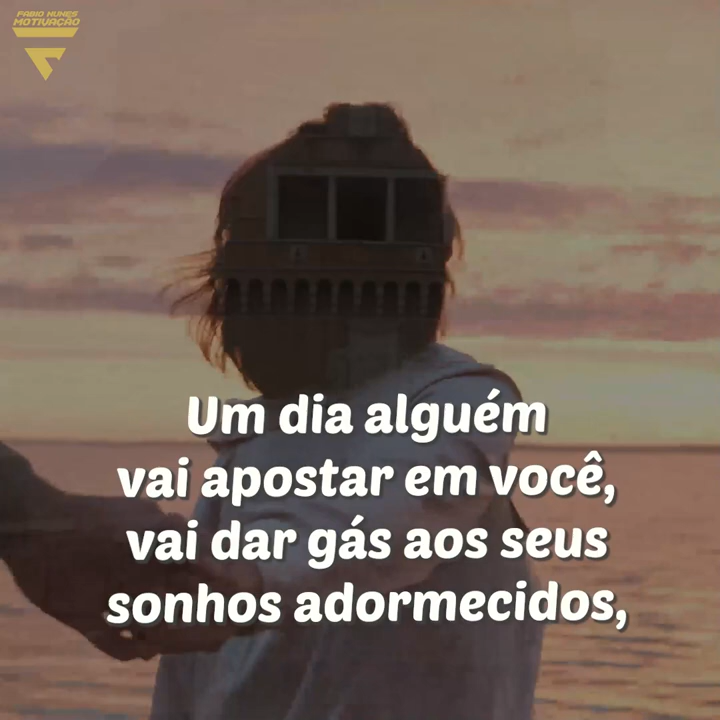 FABIO NUNES
MOTIVAÇÃO
Um dia alguém
vai apostar em você,
vai dar gás aos seus
sonhos adormecidos,